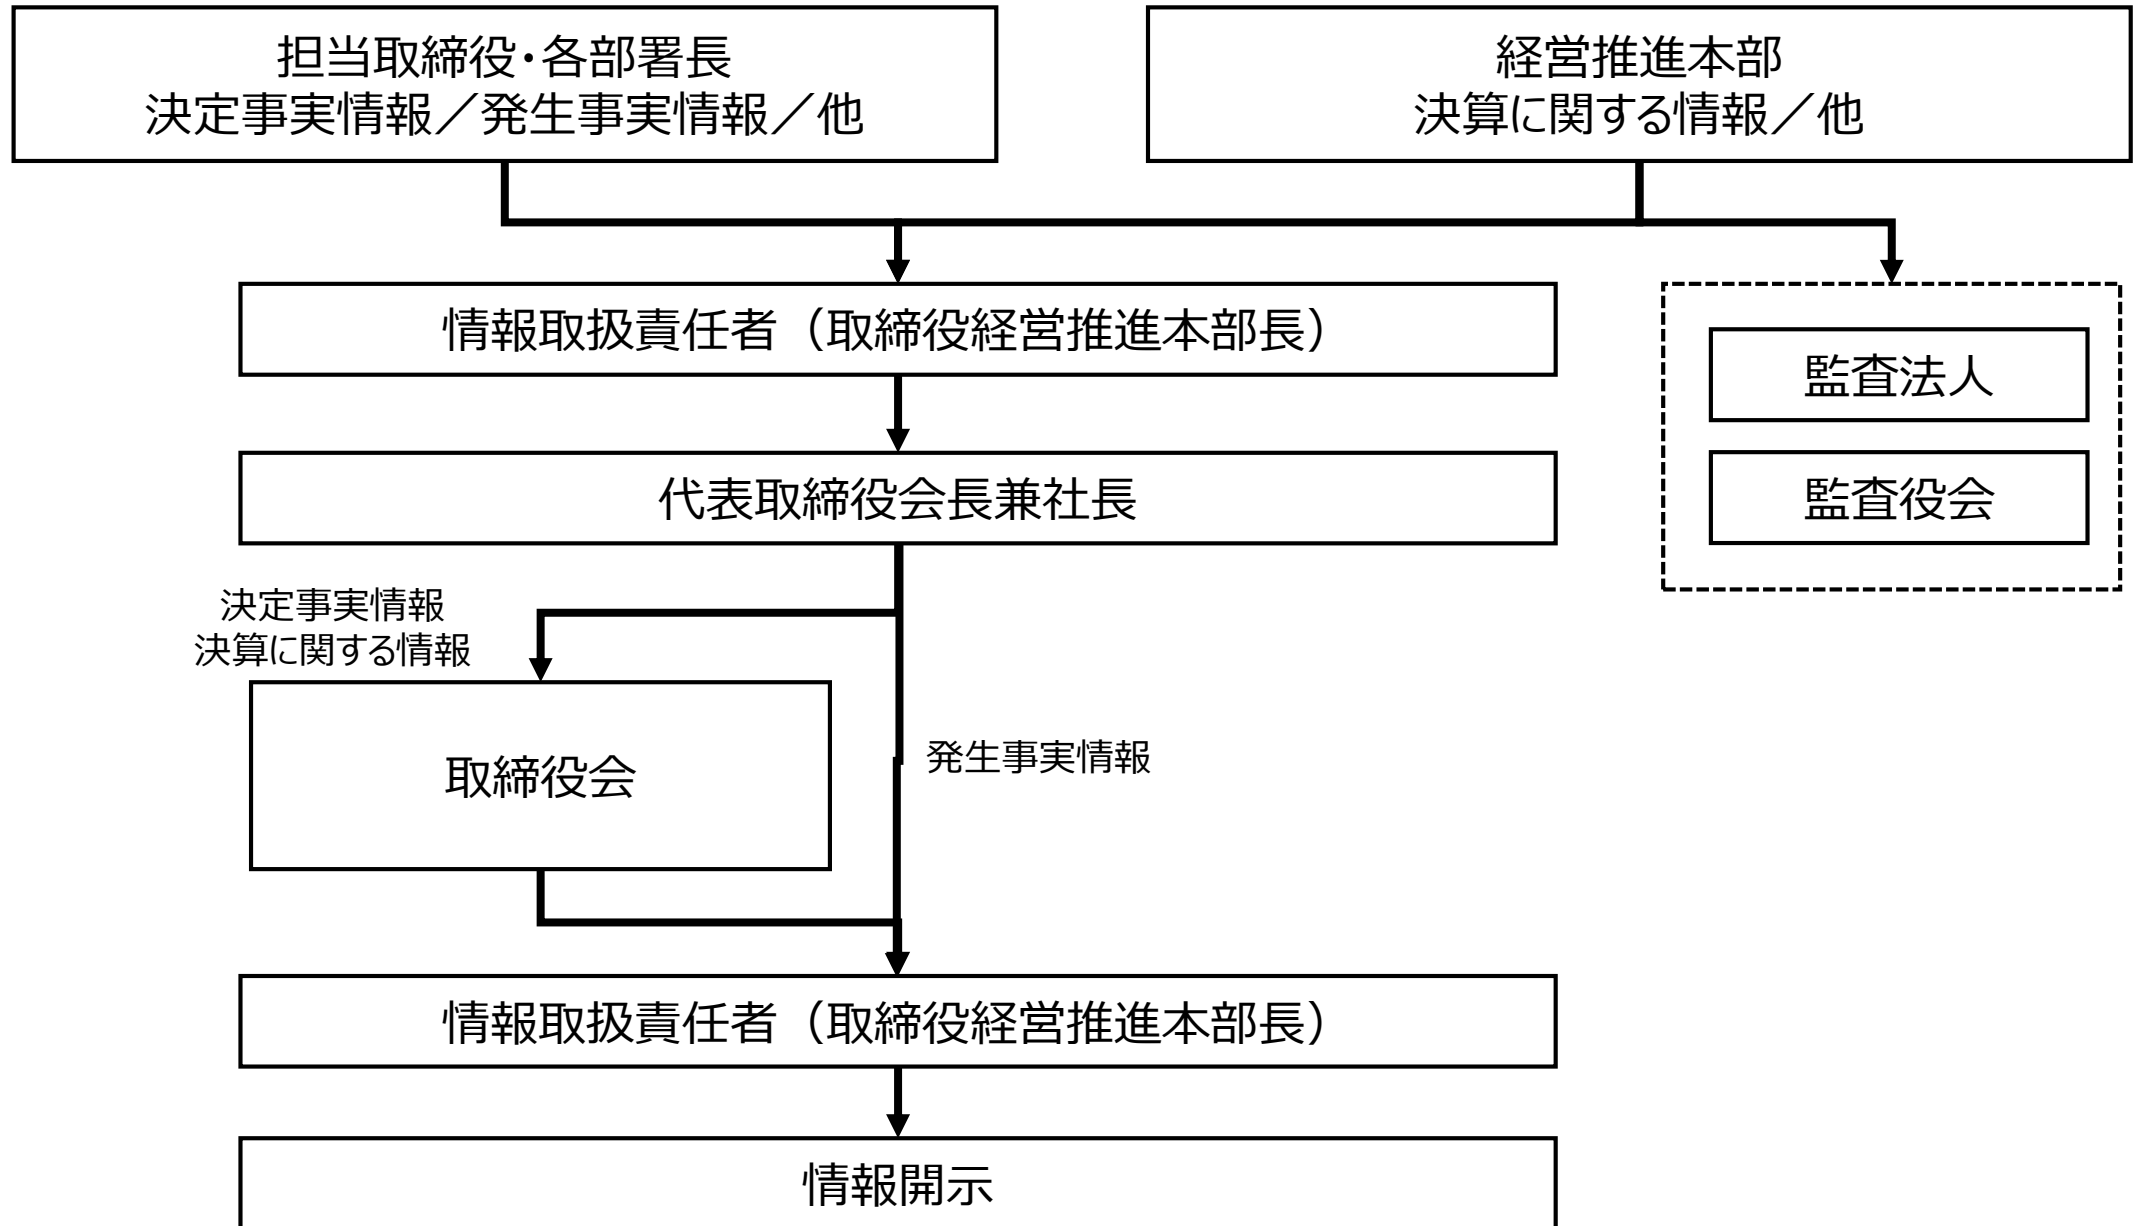 担当取締役・各部署長
決定事実情報／発生事実情報／他
経営推進本部
決算に関する情報／他
情報取扱責任者（取締役経営推進本部長）
監査法人
代表取締役会長兼社長
監査役会
決定事実情報
決算に関する情報
取締役会
発生事実情報
情報取扱責任者（取締役経営推進本部長）
情報開示